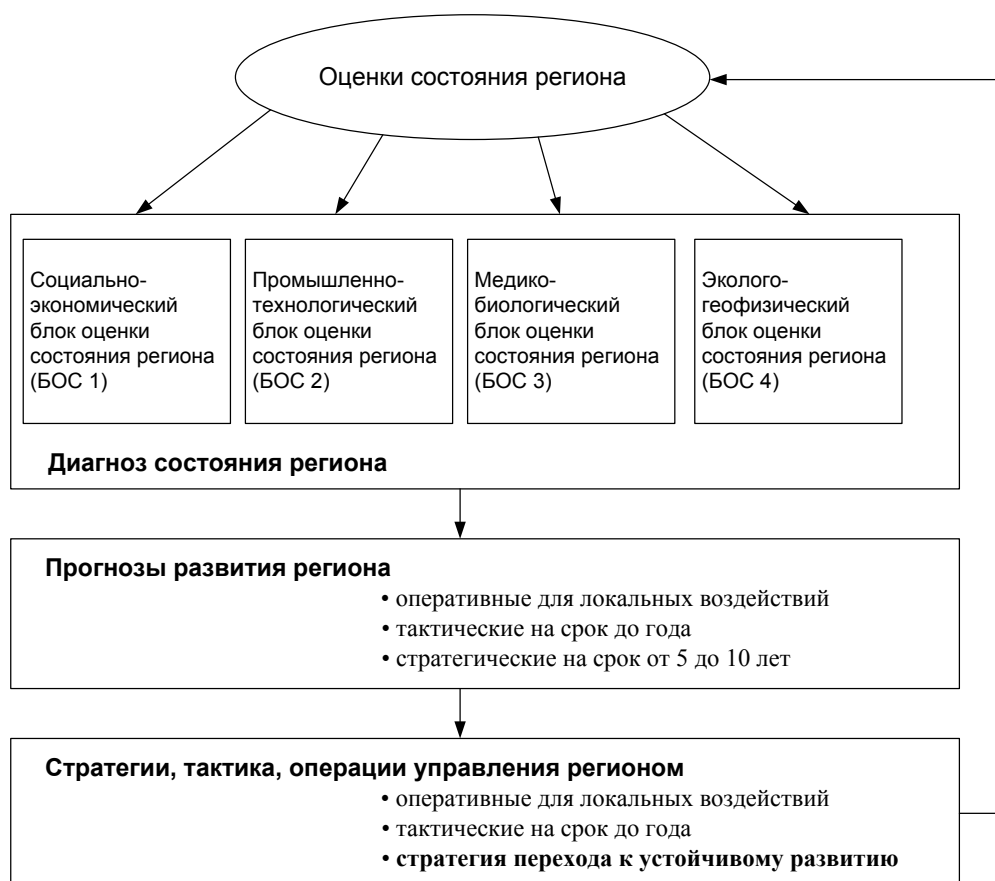 Оценки состояния региона
Социально-
экономический
блок оценки
состояния региона
(БОС 1)
Промышленно-
технологический
блок оценки
состояния региона
(БОС 2)
Медико-
биологический
блок оценки
состояния региона
(БОС 3)
Эколого-
геофизический
блок оценки
состояния региона
(БОС 4)
Диагноз состояния региона
Прогнозы развития региона
• оперативные для локальных воздействий
• тактические на срок до года
• стратегические на срок от 5 до 10 лет
Стратегии, тактика, операции управления регионом
• оперативные для локальных воздействий
• тактические на срок до года
• стратегия перехода к устойчивому развитию